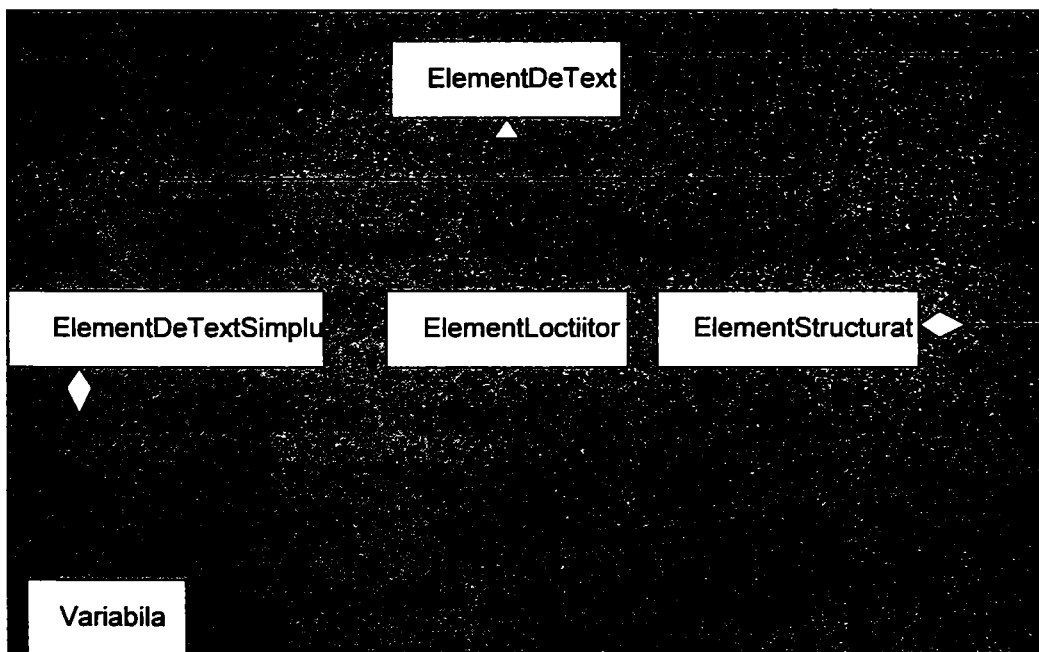 ElementDeText
ElementDeTextSimplu
ElementLoctiitor
ElementStructurat
Variabila